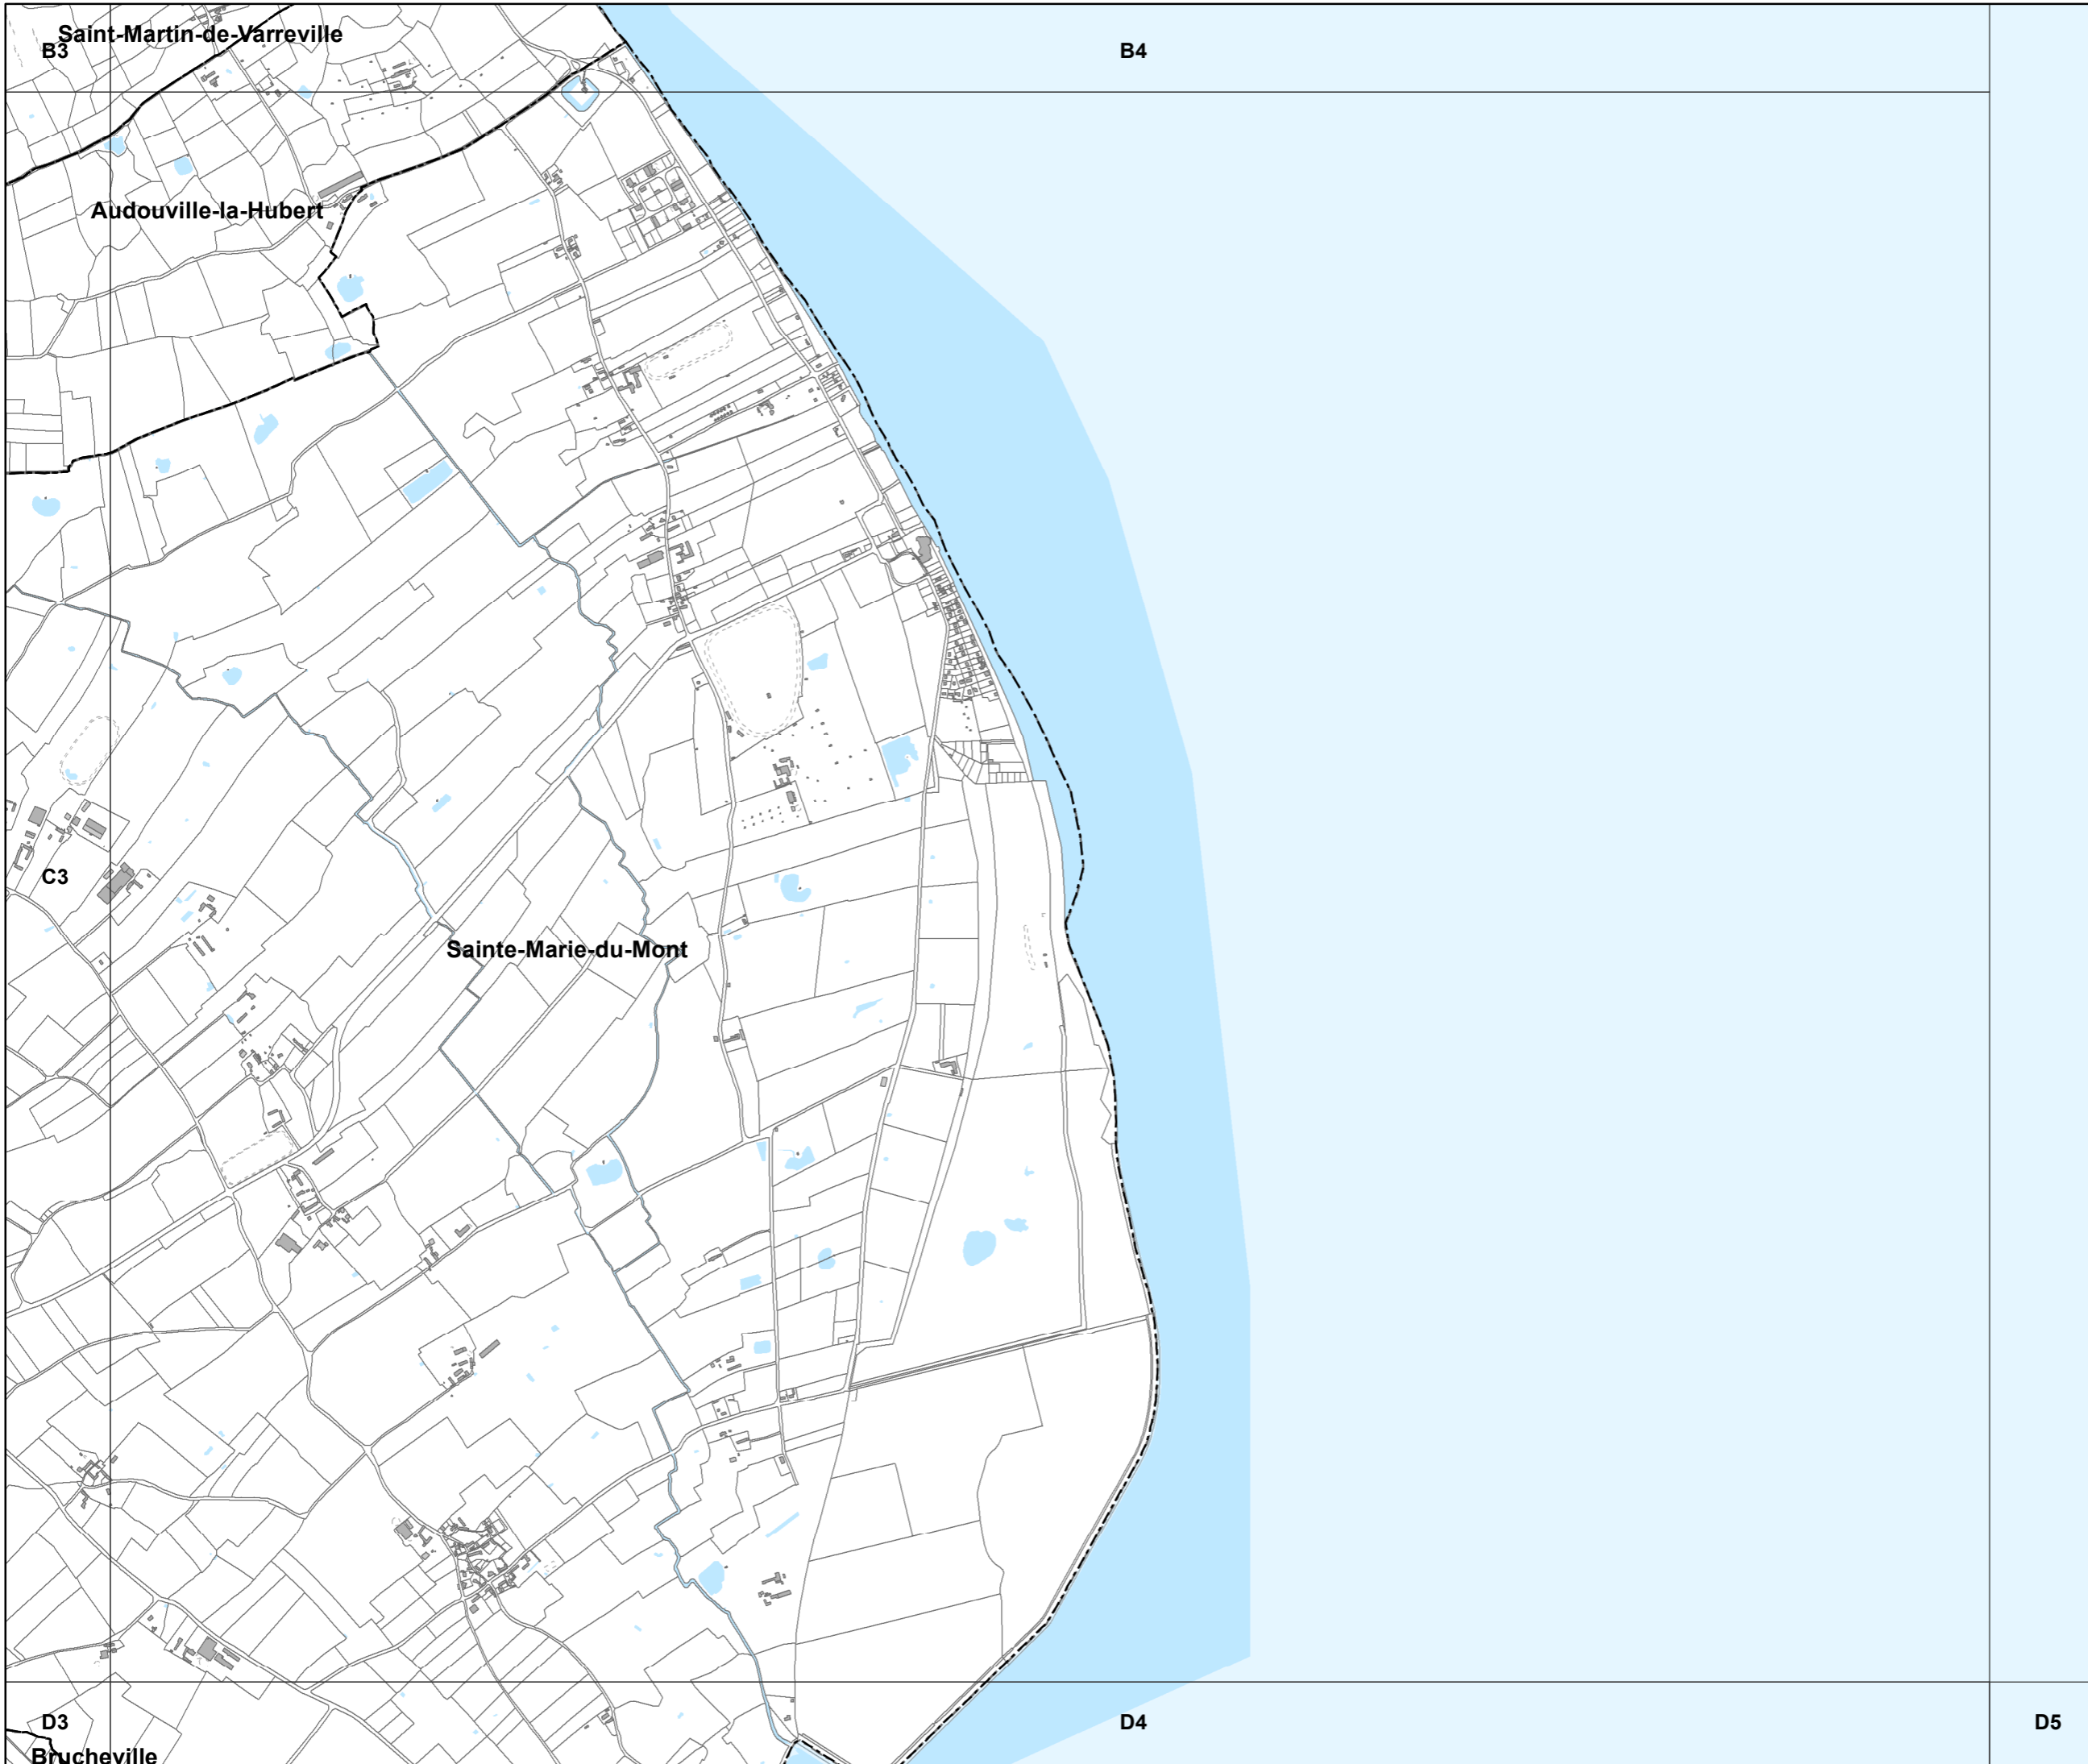 Saint-Martin-de-Varreville
B3
B4
Audouville-la-Hubert
C3
Sainte-Marie-du-Mont
D3
D4
D5
Brucheville